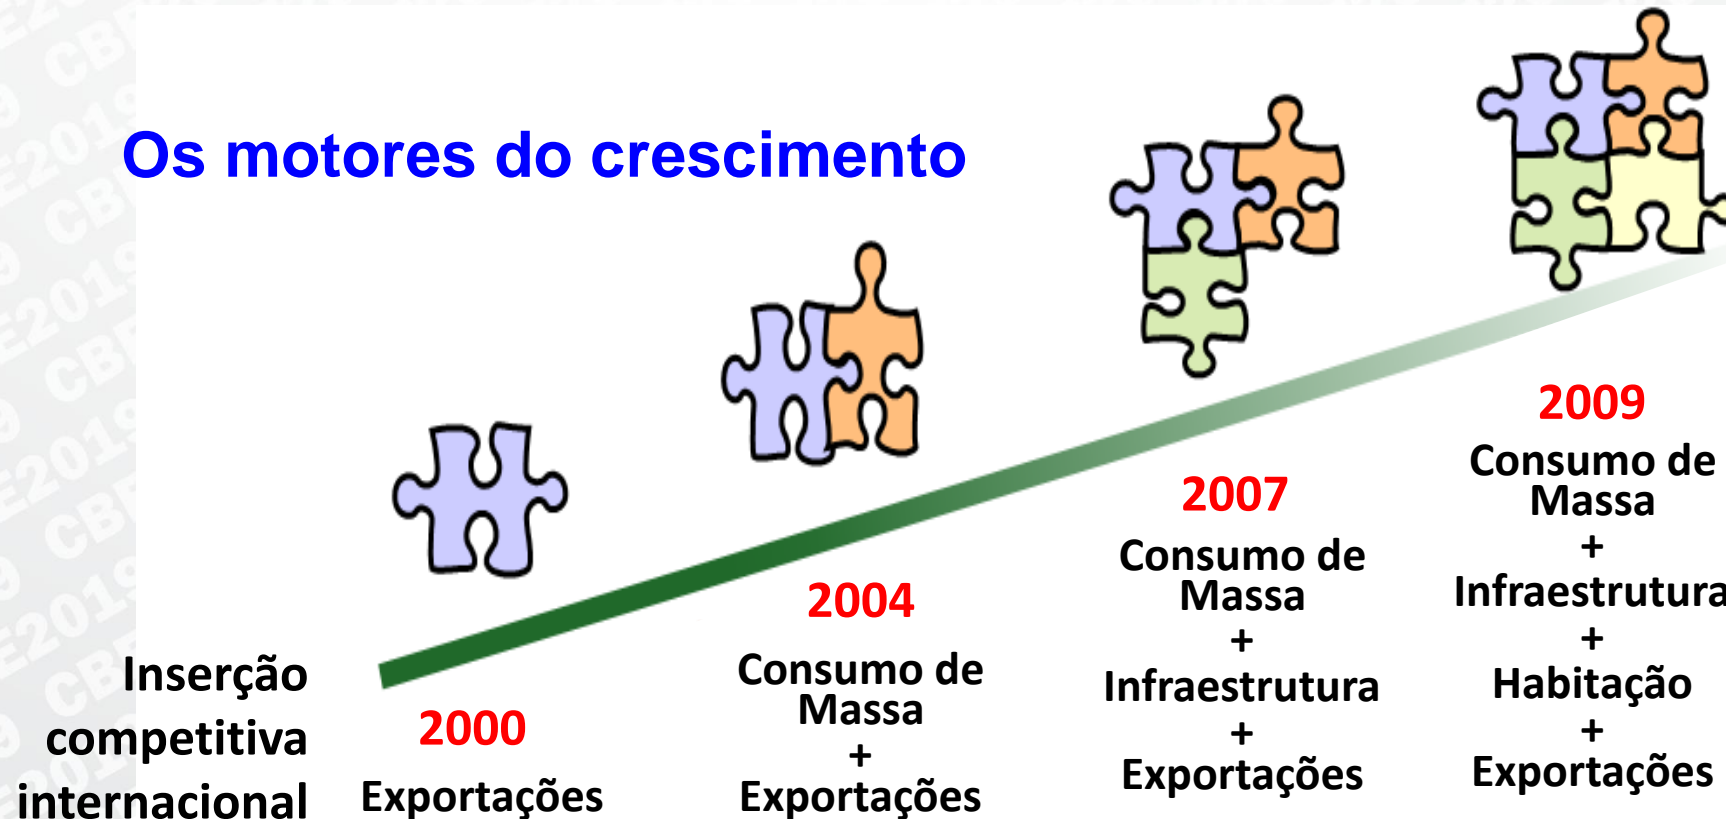 Os motores do crescimento
Inserção
competitiva
internacional
2000
Exportações
2004
Consumo de
Massa
+
Exportações
2007
Consumo de
Massa
+
Infraestrutura
+
Exportações
2009
Consumo de
Massa
+
Infraestrutura
+
Habitação
+
Exportações